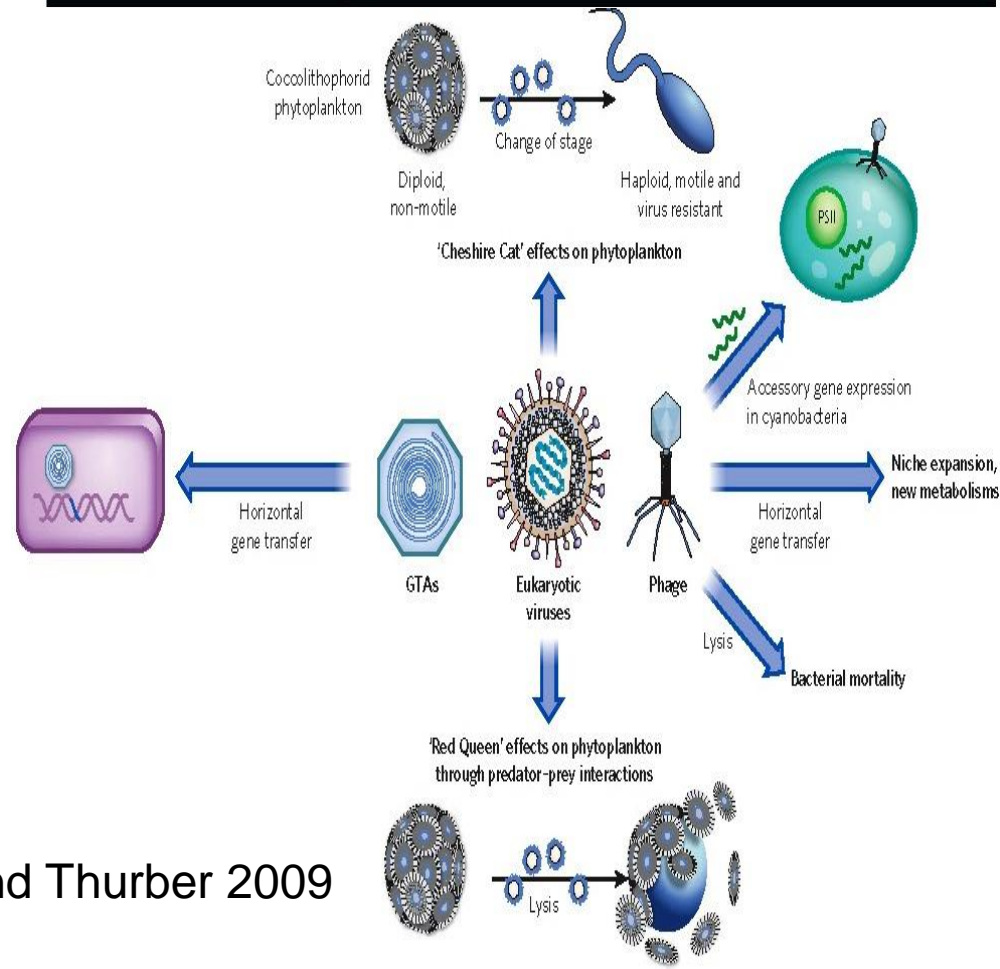 Coccolithophorid
phytoplankton
Change of stage
Diploid,
non-motile
Haploid, motile and
virus resistant
'Cheshire Cat' effects on phytoplankton
PSII
Accessory gene expression
in cyanobacteria
Niche expansion,
new metabolisms
Horizontal
gene transfer
Horizontal
gene transfer
GTAs
Eukaryotic
viruses
Phage
Lysis
Bacterial mortality
'Red Queen' effects on phytoplankton
through predator-prey interactions
Lysis
Thurber 2009